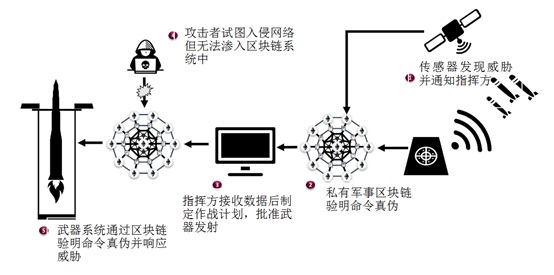 传感器发现威胁
并通知指挥方
2
私有军事区块链
验明命令真伪
3
指挥方接收数据后制
定作战计划，批准武
器发射
4
攻击者试图入侵网络
但无法渗入区块链系
统中
5
武器系统通过区块链
验明命令真伪并响应
威胁